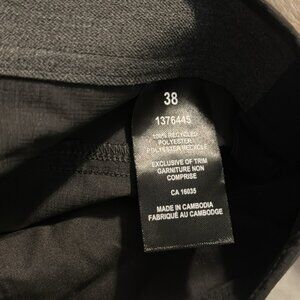 38
1376445
100% RECYCLED
POLYESTER /
POLYESTER RECYCLÉ
EXCLUSIVE OF TRIM
GARNITURE NON
COMPRISE
CA 16035
MADE IN CAMBODIA
FABRIQUÉ AU CAMBODGE